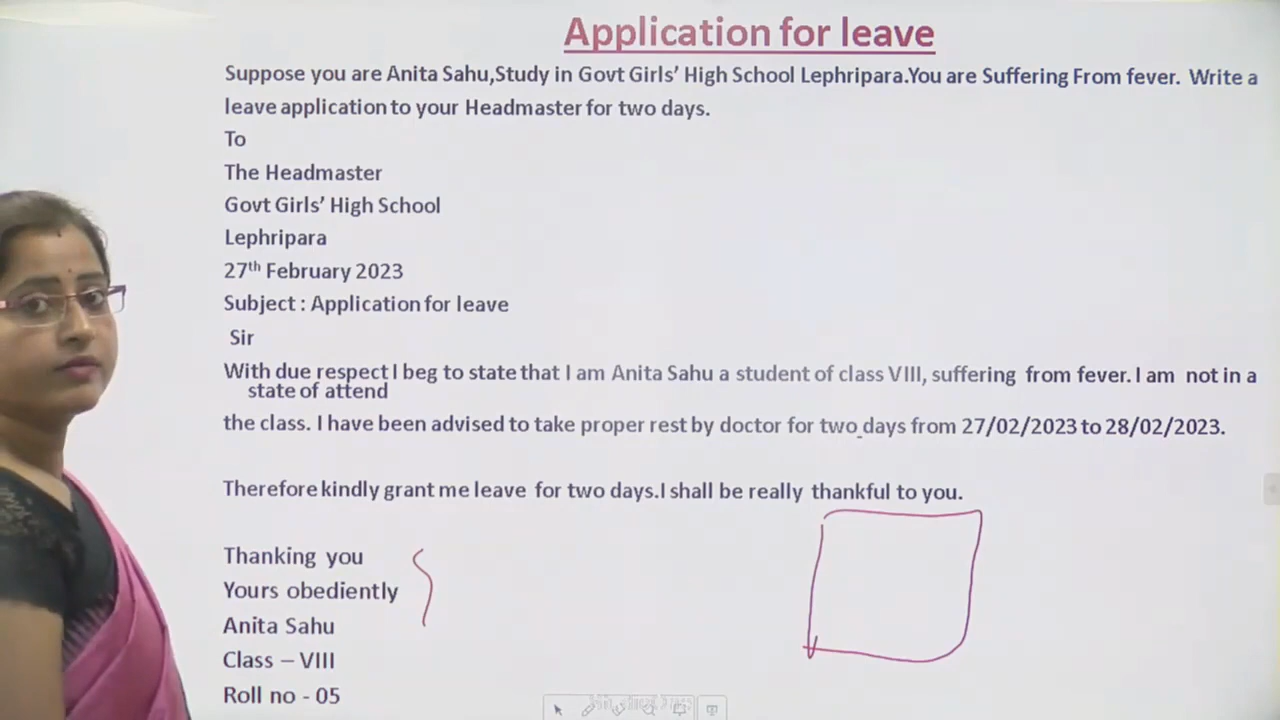 Application for leave
Suppose you are Anita Sahu,Study in Govt Girls’ High School Lephripara.You are Suffering From fever. Write a
leave application to your Headmaster for two days.
To
The Headmaster
Govt Girls’ High School
Lephripara
27th February 2023
Subject : Application for leave
Sir
With due respect I beg to state that I am Anita Sahu a student of class VIII, suffering from fever. I am not in a
state of attend
the class. I have been advised to take proper rest by doctor for two_days from 27/02/2023 to 28/02/2023.
Therefore kindly grant me leave for two days.I shall be really thankful to you.
Thanking you
Yours obediently
Anita Sahu
Class – VIII
Roll no - 05